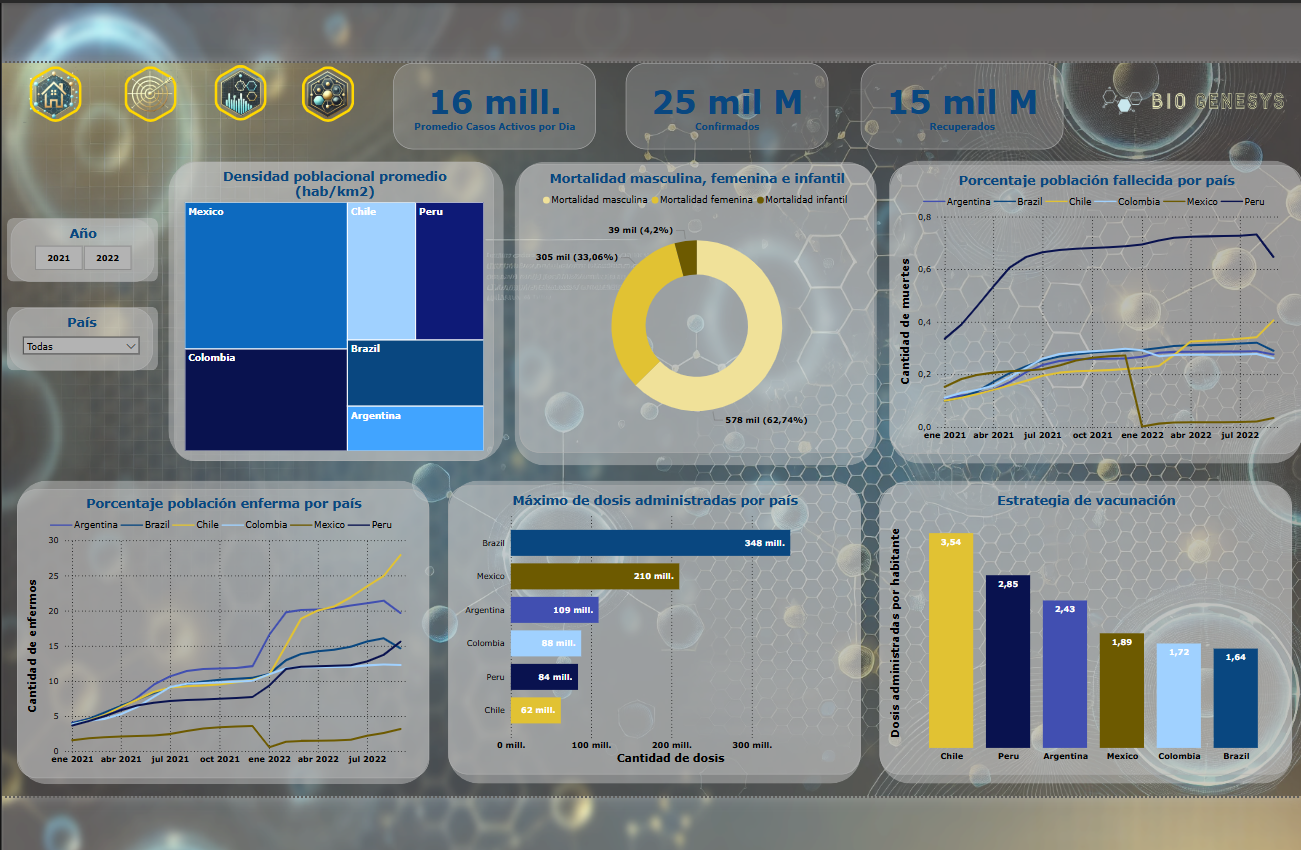 16 mill.
Promedio Casos Activos por Dia
25 mil M
Confirmados
15 mil M
Recuperados
BIO GENESYS
Año
2021
2022
País
Todas
Densidad poblacional promedio
(hab/km2)
Mexico
Chile
Peru
Colombia
Brazil
Argentina
Mortalidad masculina, femenina e infantil
Mortalidad masculina Mortalidad femenina Mortalidad infantil
39 mil (4,2%)
305 mil (33,06%)
578 mil (62,74%)
Porcentaje población fallecida por país
Argentina Brazil Chile Colombia Mexico Peru
Cantidad de muertes
0,8
0,6
0,4
0,2
0,0
ene 2021 abr 2021 jul 2021 oct 2021 ene 2022 abr 2022 jul 2022
Porcentaje población enferma por país
Argentina Brazil Chile Colombia Mexico Peru
Cantidad de enfermos
30
25
20
15
10
5
0
ene 2021 abr 2021 jul 2021 oct 2021 ene 2022 abr 2022 jul 2022
Máximo de dosis administradas por país
Brazil 348 mill.
Mexico 210 mill.
Argentina 109 mill.
Colombia 88 mill.
Peru 84 mill.
Chile 62 mill.
0 mill. 100 mill. 200 mill. 300 mill.
Cantidad de dosis
Estrategia de vacunación
Dosis administradas por habitante
3,54
2,85
2,43
1,89
1,72
1,64
Chile Peru Argentina Mexico Colombia Brazil